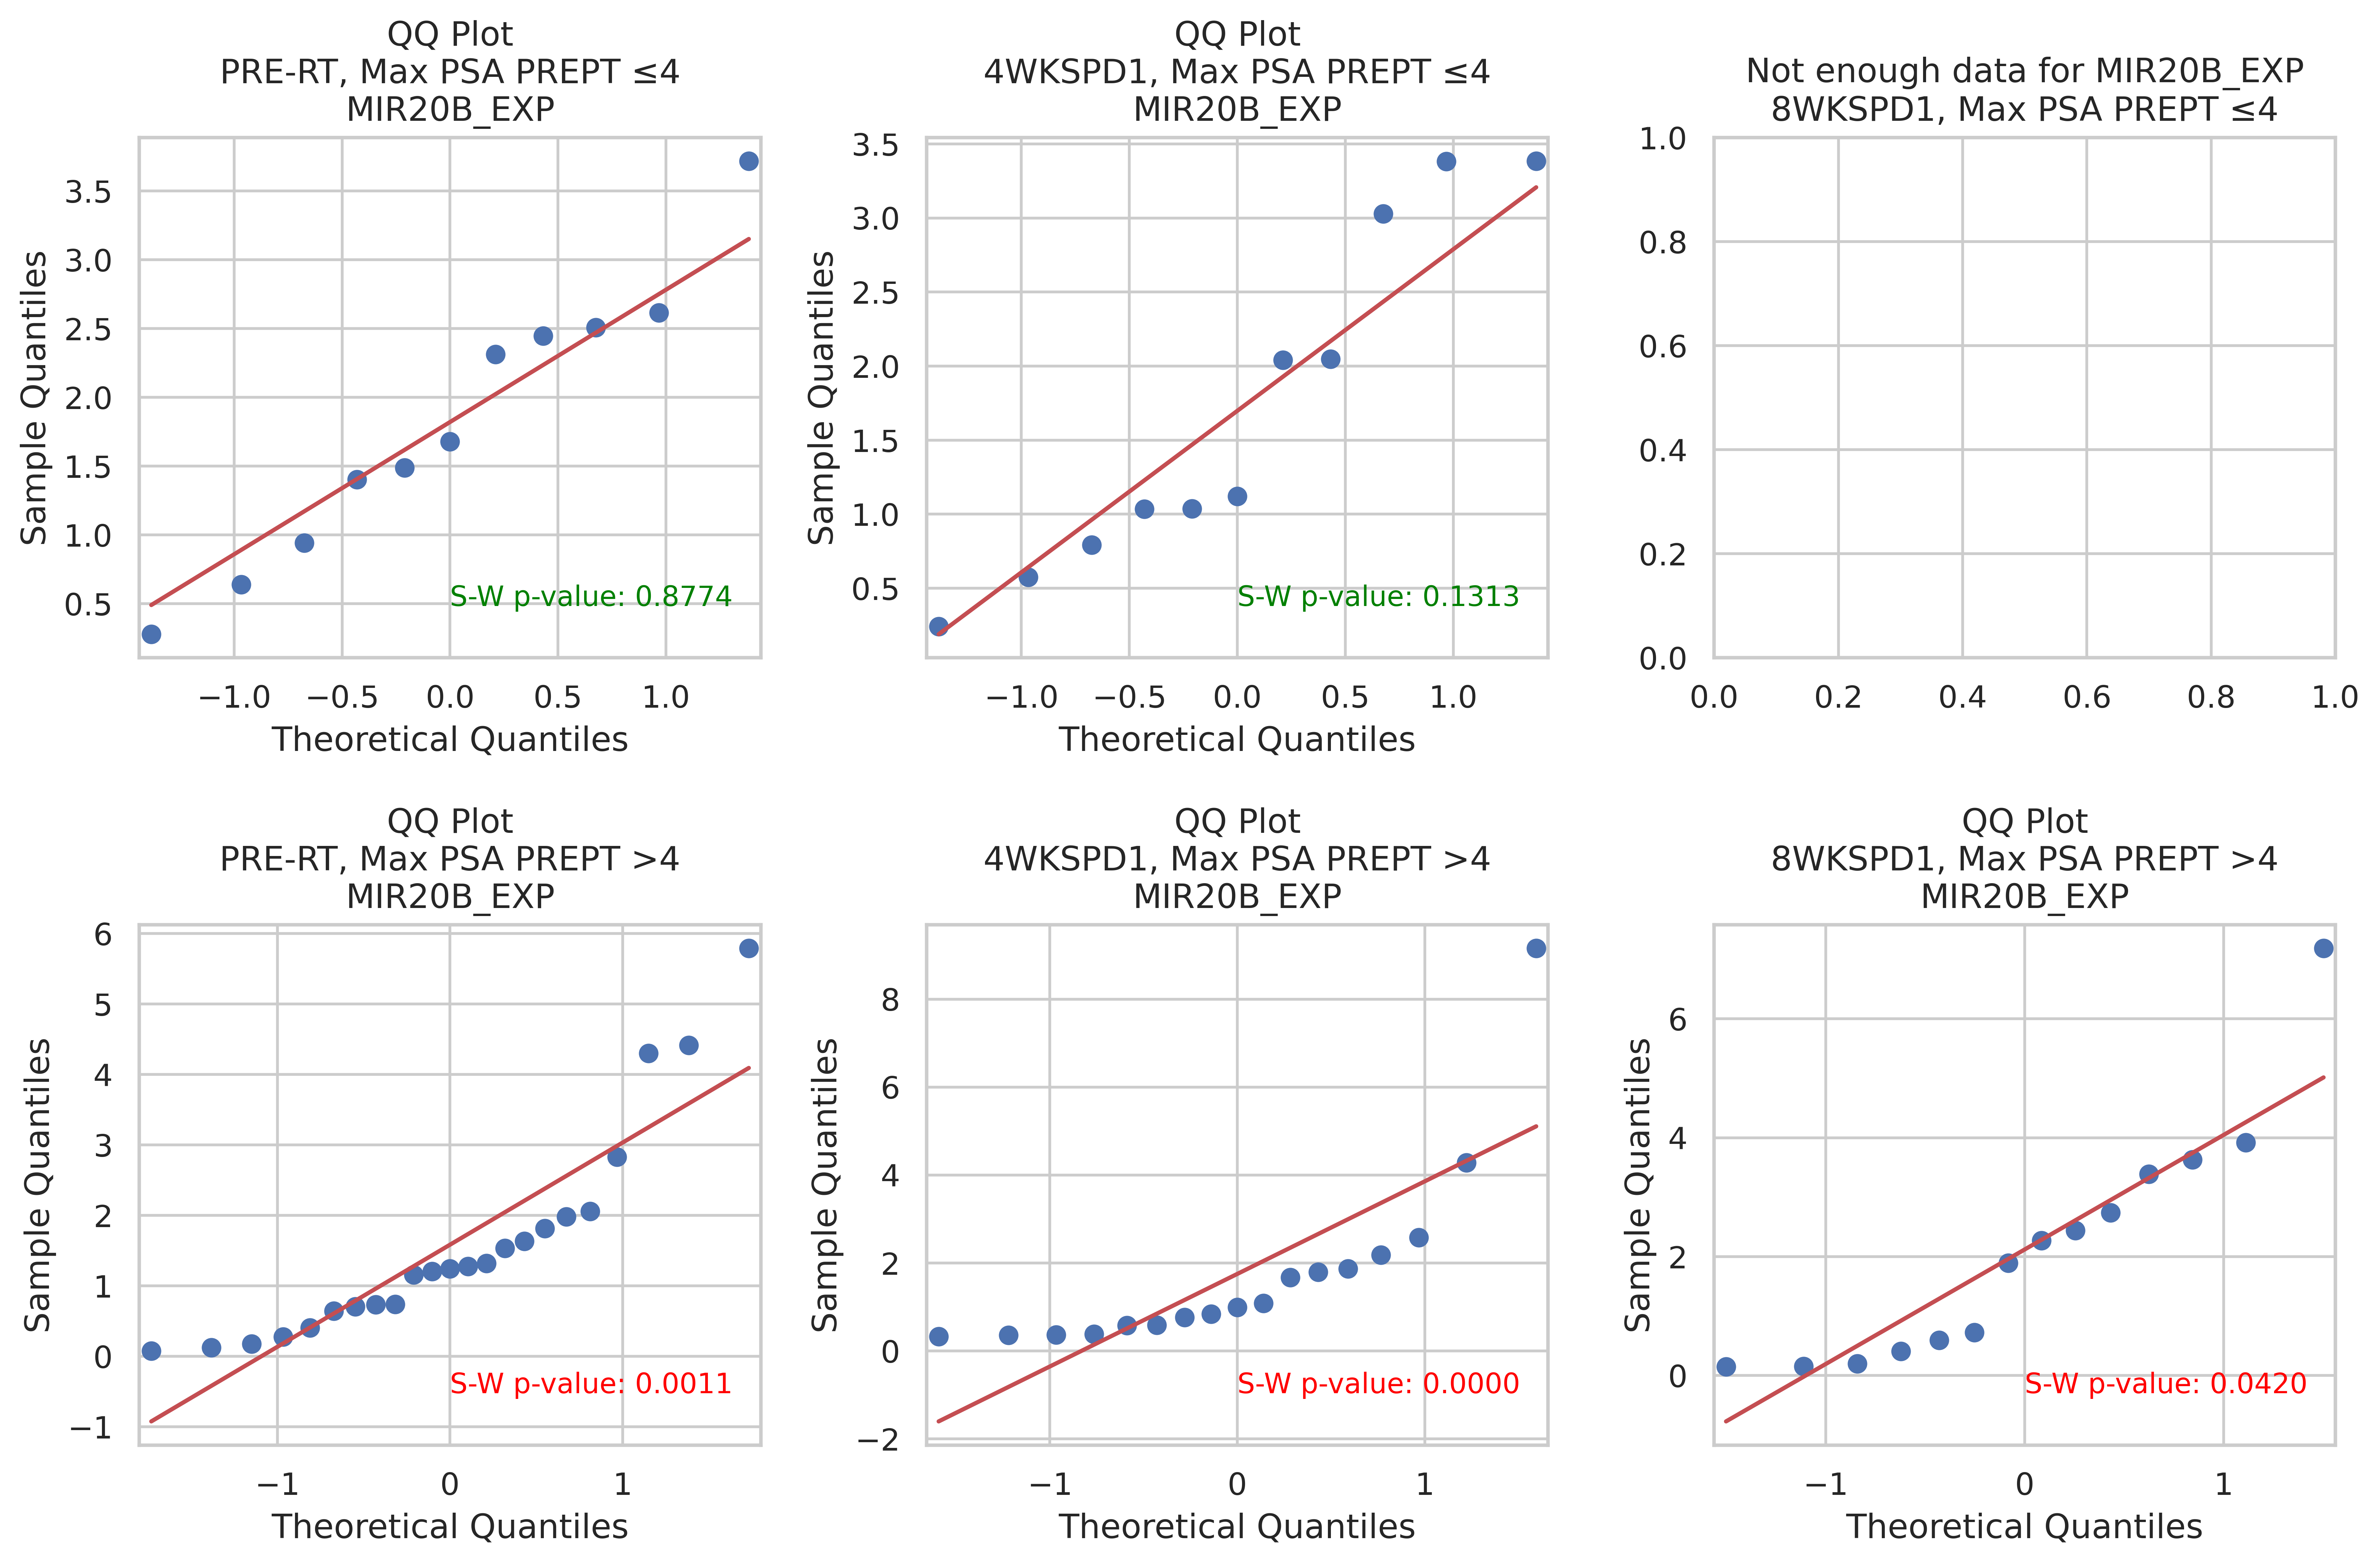 QQ Plot
PRE-RT, Max PSA PREPT ≤4
MIR20B_EXP
3.5
3.0
2.5
2.0
1.5
1.0
0.5
Sample Quantiles
S-W p-value: 0.8774
−1.0 −0.5 0.0 0.5 1.0
Theoretical Quantiles
QQ Plot
4WKSPD1, Max PSA PREPT ≤4
MIR20B_EXP
3.5
3.0
2.5
2.0
1.5
1.0
0.5
Sample Quantiles
S-W p-value: 0.1313
−1.0 −0.5 0.0 0.5 1.0
Theoretical Quantiles
Not enough data for MIR20B_EXP
8WKSPD1, Max PSA PREPT ≤4
1.0
0.8
0.6
0.4
0.2
0.0
0.0 0.2 0.4 0.6 0.8 1.0
QQ Plot
PRE-RT, Max PSA PREPT >4
MIR20B_EXP
6
5
4
3
2
1
0
−1
Sample Quantiles
S-W p-value: 0.0011
−1 0 1
Theoretical Quantiles
QQ Plot
4WKSPD1, Max PSA PREPT >4
MIR20B_EXP
8
6
4
2
0
−2
Sample Quantiles
S-W p-value: 0.0000
−1 0 1
Theoretical Quantiles
QQ Plot
8WKSPD1, Max PSA PREPT >4
MIR20B_EXP
6
4
2
0
Sample Quantiles
S-W p-value: 0.0420
−1 0 1
Theoretical Quantiles